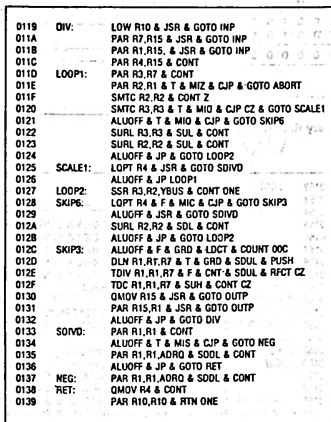 0119 DIV: LOW R10 & JSR & GOTO INP
011A PAR R7,R15 & JSR & GOTO INP
011B PAR R1,R15, & JSR & GOTO INP
011C PAR R4,R15 & CONT
011D LOOP1: PAR R3,R7 & CONT
011E PAR R2,R1 & T & MIZ & CJP & GOTO ABORT
011F SMTC R2,R2 & CONT Z
0120 SMTC R3,R3 & T & MIO & CJP CZ & GOTO SCALE1
0121 ALUOFF & T & MIO & CJP & GOTO SKIP6
0122 SURL R3,R3 & SUL & CONT
0123 SURL R2,R2 & SUL & CONT
0124 ALUOFF & JP & GOTO LOOP2
0125 SCALE1: LQPT R4 & JSR & GOTO SDIVD
0126 ALUOFF & JP LOOP1
0127 LOOP2: SSR R3,R2,YBUS & CONT ONE
0128 SKIP6: LQPT R4 & F & MIC & CJP & GOTO SKIP3
0129 ALUOFF & JSR & GOTO SDIVD
012A SURL R2,R2 & SDL & CONT
012B ALUOFF & JP & GOTO LOOP2
012C SKIP3: ALUOFF & F & GRD & LDCT & COUNT 00C
012D DLN R1,R7,R7 & T & GRD & SDUL & PUSH
012E TDIV R1,R1,R7 & F & CNT & SDUL & RFCT CZ
012F TDC R1,R1,R7 & SUH & CONT CZ
0130 QMOV R15 & JSR & GOTO OUTP
0131 PAR R15,R1 & JSR & GOTO OUTP
0132 ALUOFF & JP & GOTO DIV
0133 SDIVD: PAR R1,R1 & CONT
0134 ALUOFF & T & MIS & CJP & GOTO NEG
0135 PAR R1,R1,ADRQ & SDDL & CONT
0136 ALUOFF & JP & GOTO RET
0137 NEG: PAR R1,R1,AORQ & SDDL & CONT
0138 RET: QMOV R4 & CONT
0139 PAR R10,R10 & RTN ONE